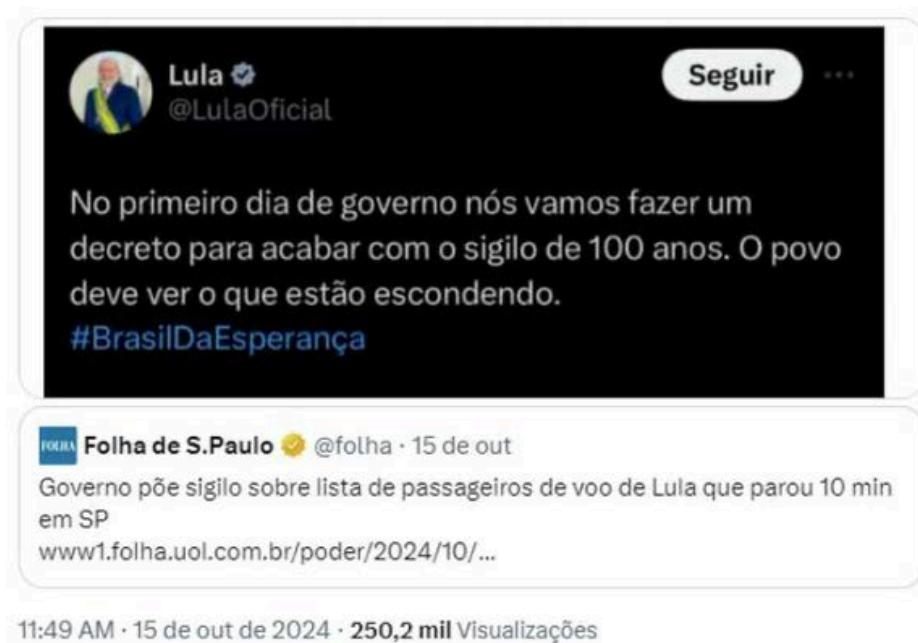 Lula
Seguir
@LulaOficial
No primeiro dia de governo nós vamos fazer um
decreto para acabar com o sigilo de 100 anos. O povo
deve ver o que estão escondendo.
#BrasilDaEsperança
FOLHA
Folha de S.Paulo @folha · 15 de out
Governo põe sigilo sobre lista de passageiros de voo de Lula que parou 10 min
em SP
www1.folha.uol.com.br/poder/2024/10/...
11:49 AM · 15 de out de 2024 · 250,2 mil Visualizações